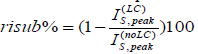 risub% = (1 - I_{S,peak}^{(LC)} / I_{S,peak}^{(noLC)})100